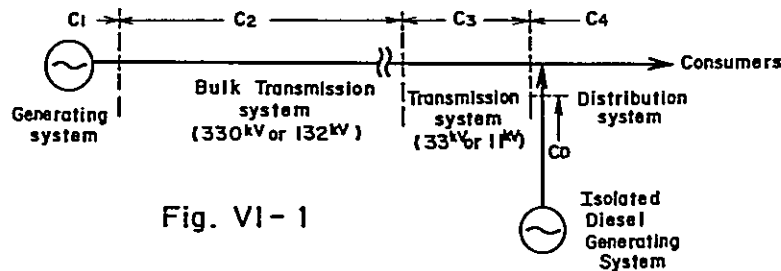 C1 C2 C3 C4
Consumers
Generating
system
Bulk Transmission
system
(330kV or 132kV)
Transmission
system
(33kV or 11kV)
Distribution
system
CD
Isolated
Diesel
Generating
System
Fig. VI-1